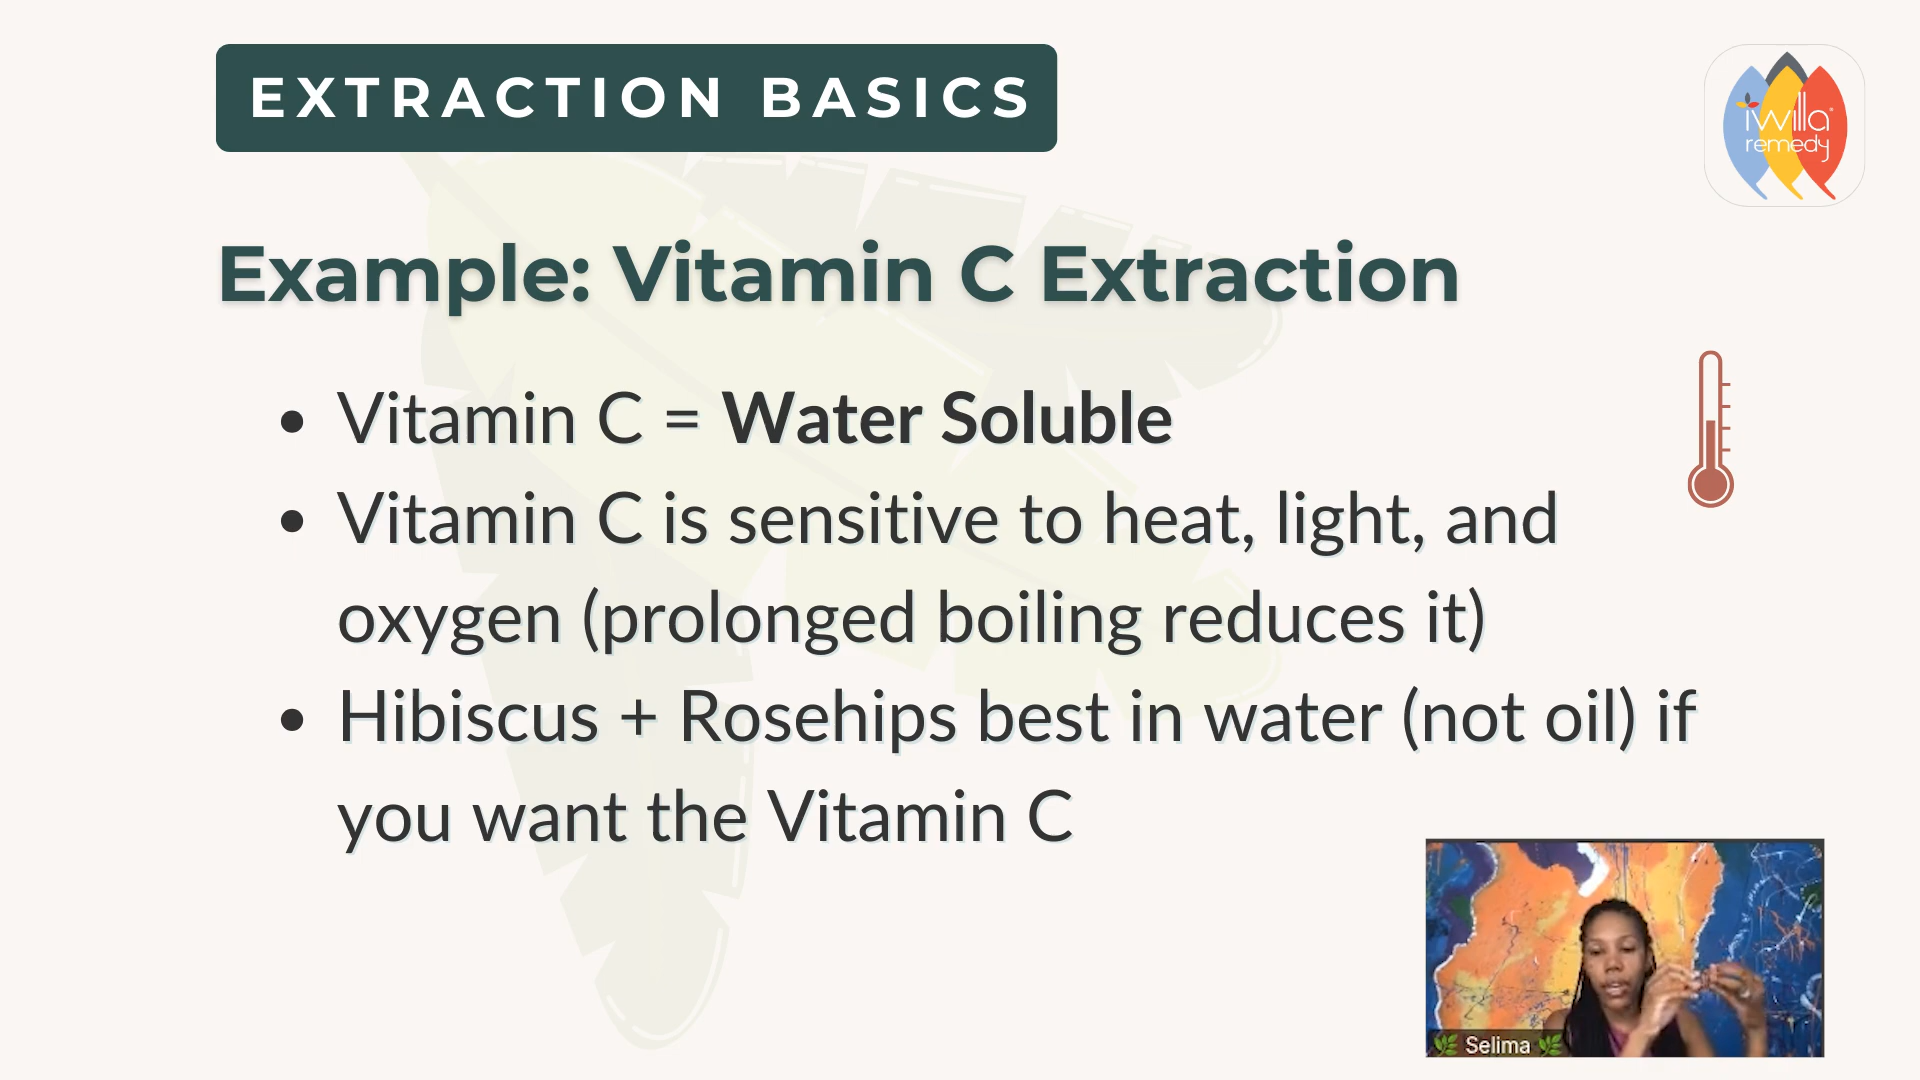 EXTRACTION BASICS
iwilla
remedy
Example: Vitamin C Extraction
• Vitamin C = Water Soluble
• Vitamin C is sensitive to heat, light, and
oxygen (prolonged boiling reduces it)
• Hibiscus + Rosehips best in water (not oil) if
you want the Vitamin C
🌿 Selima 🌿